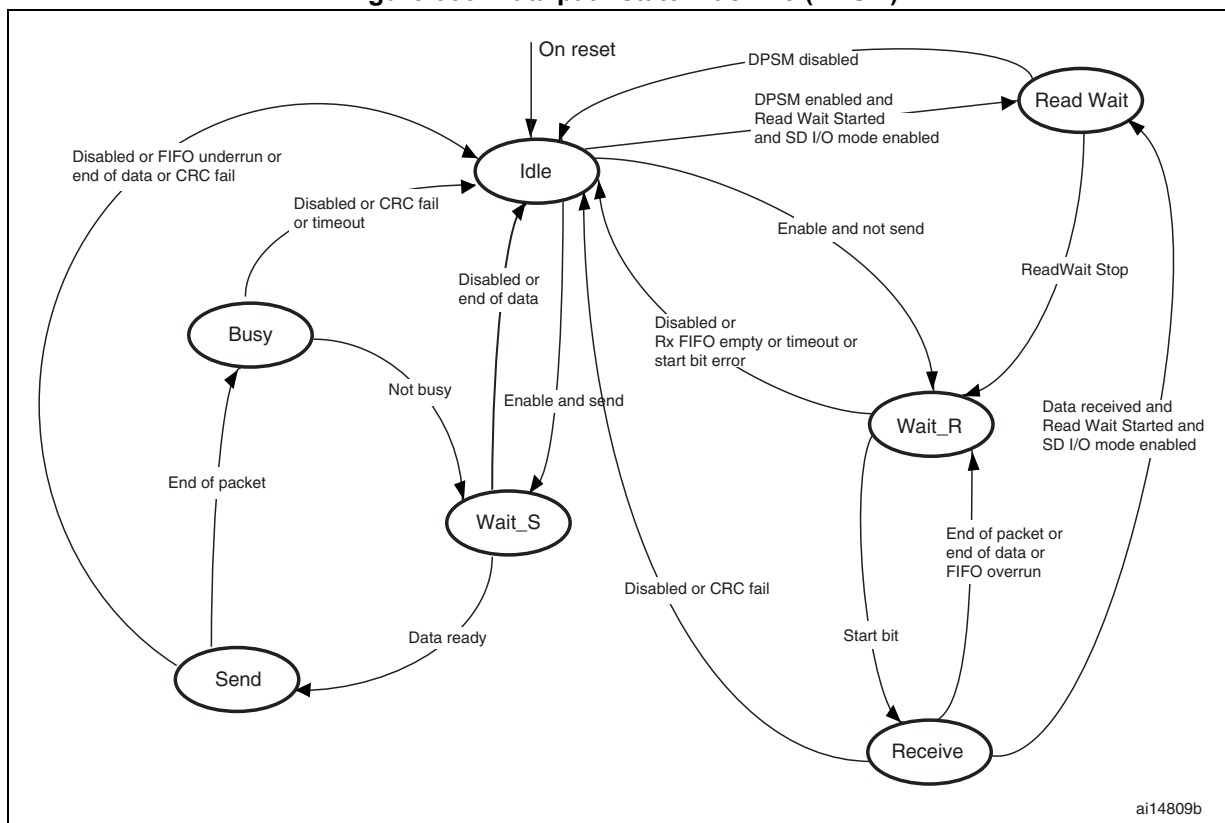 On reset
DPSM disabled
Read Wait
DPSM enabled and
Read Wait Started
and SD I/O mode enabled
Disabled or FIFO underrun or
end of data or CRC fail
Idle
Disabled or CRC fail
or timeout
Enable and not send
ReadWait Stop
Disabled or
end of data
Disabled or
Rx FIFO empty or timeout or
start bit error
Busy
Not busy
Enable and send
Wait_R
Data received and
Read Wait Started and
SD I/O mode enabled
End of packet
Wait_S
End of packet or
end of data or
FIFO overrun
Disabled or CRC fail
Data ready
Start bit
Send
Receive
ai14809b